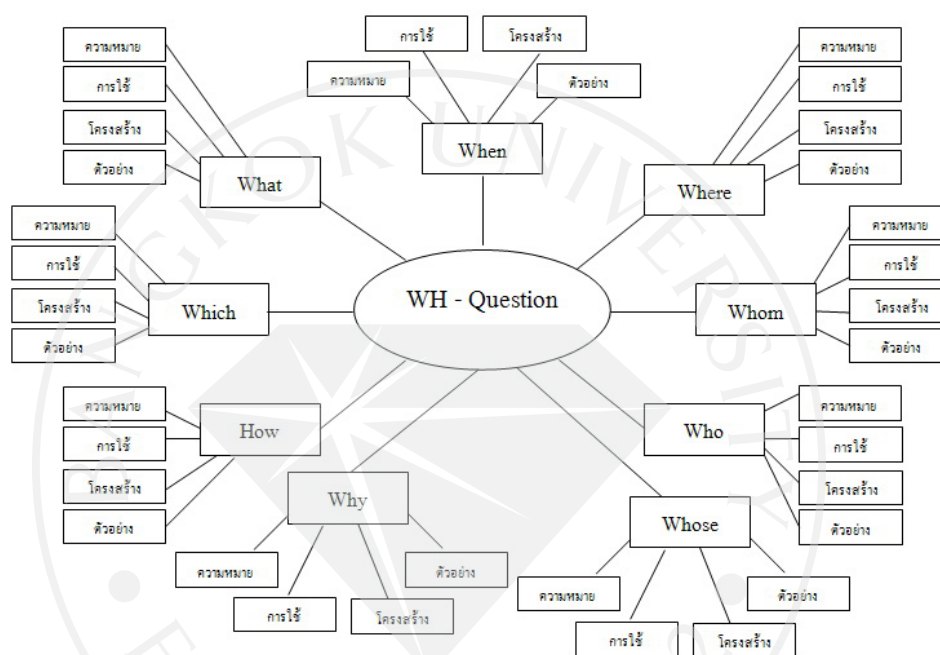 ความหมาย
การใช้
โครงสร้าง
ตัวอย่าง
What
ความหมาย
การใช้
โครงสร้าง
ตัวอย่าง
When
ความหมาย
การใช้
โครงสร้าง
ตัวอย่าง
Where
ความหมาย
การใช้
โครงสร้าง
ตัวอย่าง
Which
WH - Question
ความหมาย
การใช้
โครงสร้าง
ตัวอย่าง
Whom
ความหมาย
การใช้
โครงสร้าง
ตัวอย่าง
How
ความหมาย
การใช้
โครงสร้าง
ตัวอย่าง
Who
Why
ความหมาย
การใช้
โครงสร้าง
ตัวอย่าง
Whose
ความหมาย
การใช้
โครงสร้าง
ตัวอย่าง
BANGKOK UNIVERSITY